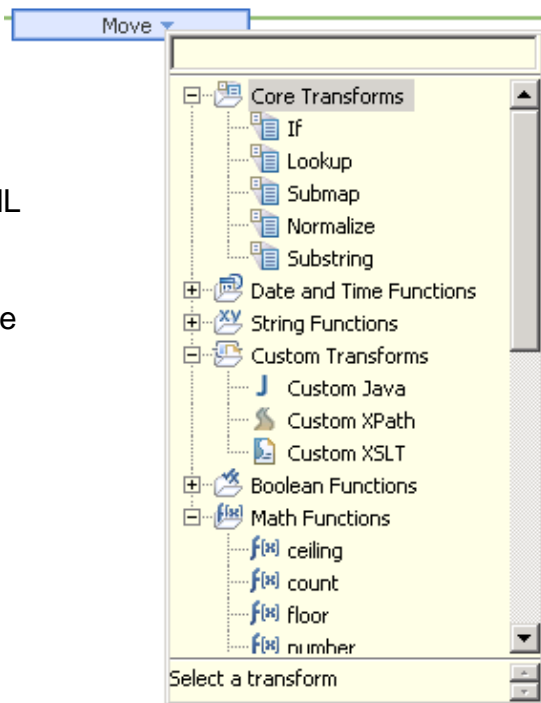 Move
Core Transforms
If
Lookup
Submap
Normalize
Substring
Date and Time Functions
String Functions
Custom Transforms
Custom Java
Custom XPath
Custom XSLT
Boolean Functions
Math Functions
ceiling
count
floor
number
Select a transform